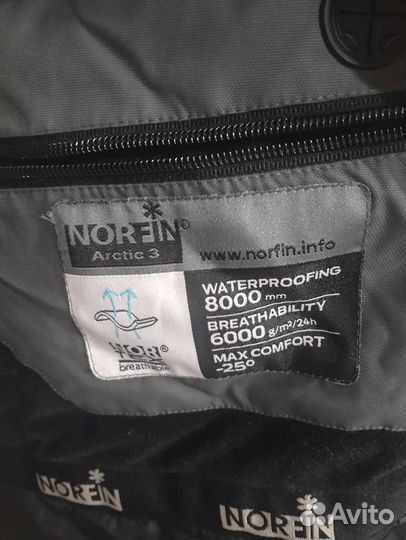 NORFIN®
Arctic 3
www.norfin.info
WATERPROOFING
8000 mm
BREATHABILITY
6000 g/m²/24h
MAX COMFORT
-25°
NOR®
breathable
NORFIN
NORFIN
Avito